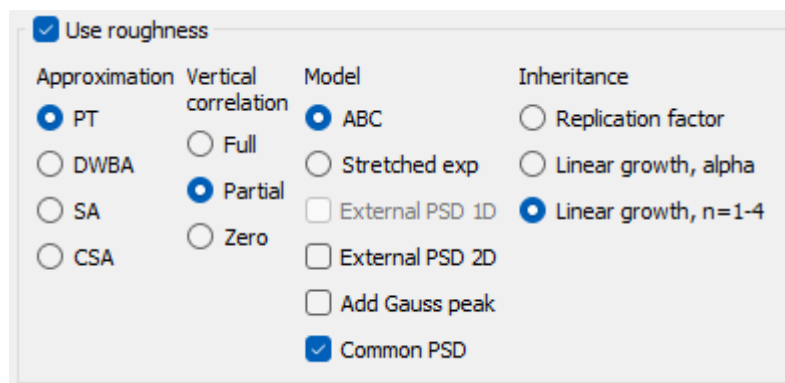 Use roughness
Approximation
PT
DWBA
SA
CSA
Vertical
correlation
Full
Partial
Zero
Model
ABC
Stretched exp
External PSD 1D
External PSD 2D
Add Gauss peak
Common PSD
Inheritance
Replication factor
Linear growth, alpha
Linear growth, n=1-4